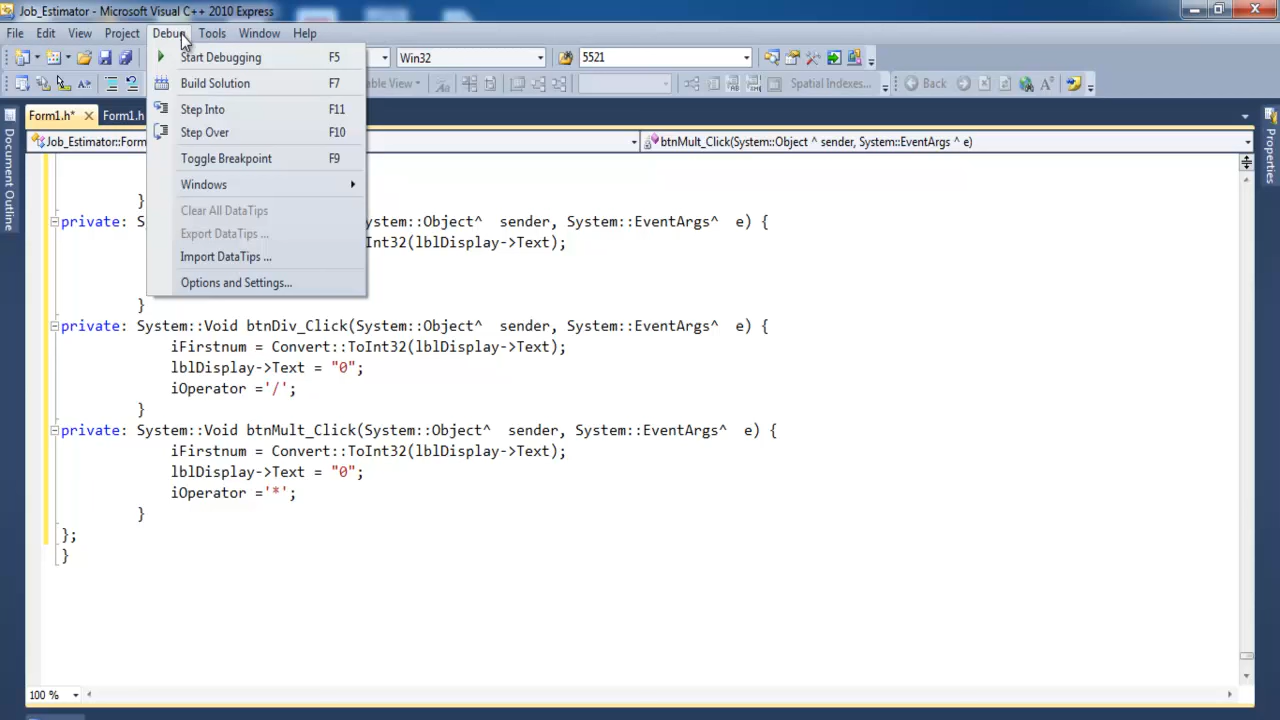 Job_Estimator - Microsoft Visual C++ 2010 Express
File Edit View Project Debug Tools Window Help
Win32 5521
Spatial Indexes... Back
Form1.h* Form1.h
Job_Estimator::Form btnMult_Click(System::Object ^ sender, System::EventArgs ^ e)
Start Debugging F5
Build Solution F7
Step Into F11
Step Over F10
Toggle Breakpoint F9
Windows
Clear All DataTips
Export DataTips ...
Import DataTips ...
Options and Settings...
Document Outline
Properties
}
private: S ystem::Object^ sender, System::EventArgs^ e) {
Int32(lblDisplay->Text);
}
private: System::Void btnDiv_Click(System::Object^ sender, System::EventArgs^ e) {
iFirstnum = Convert::ToInt32(lblDisplay->Text);
lblDisplay->Text = "0";
iOperator ='/';
}
private: System::Void btnMult_Click(System::Object^ sender, System::EventArgs^ e) {
iFirstnum = Convert::ToInt32(lblDisplay->Text);
lblDisplay->Text = "0";
iOperator ='*';
}
};
}
100 %